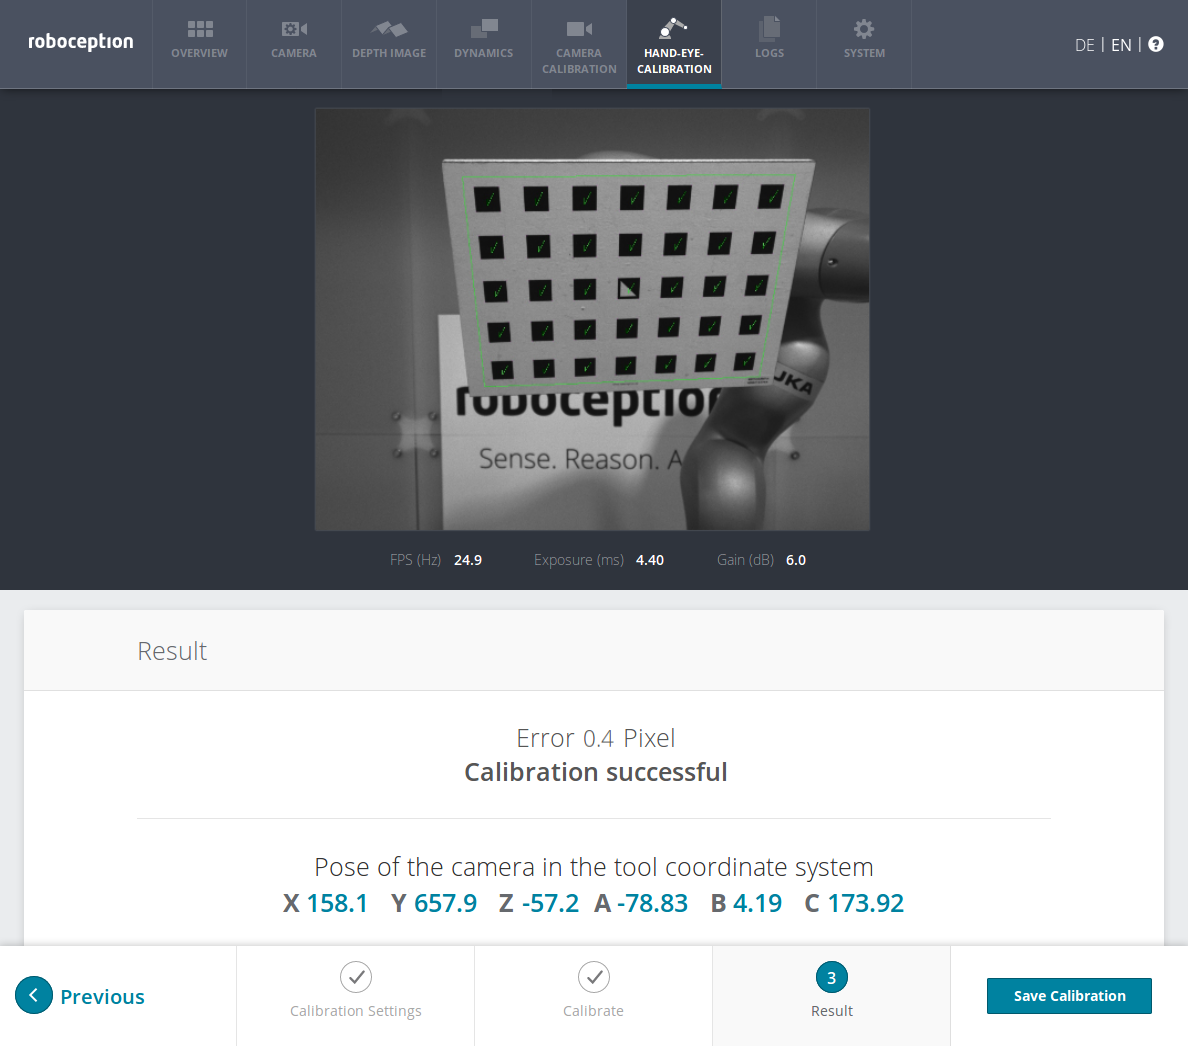 roboception
OVERVIEW
CAMERA
DEPTH IMAGE
DYNAMICS
CAMERA
CALIBRATION
HAND-EYE-
CALIBRATION
LOGS
SYSTEM
DE | EN |
roboception
Sense. Reason. A
UKA
FPS (Hz) 24.9 Exposure (ms) 4.40 Gain (dB) 6.0
Result
Error 0.4 Pixel
Calibration successful
Pose of the camera in the tool coordinate system
X 158.1 Y 657.9 Z -57.2 A -78.83 B 4.19 C 173.92
Previous
Calibration Settings
Calibrate
3
Result
Save Calibration